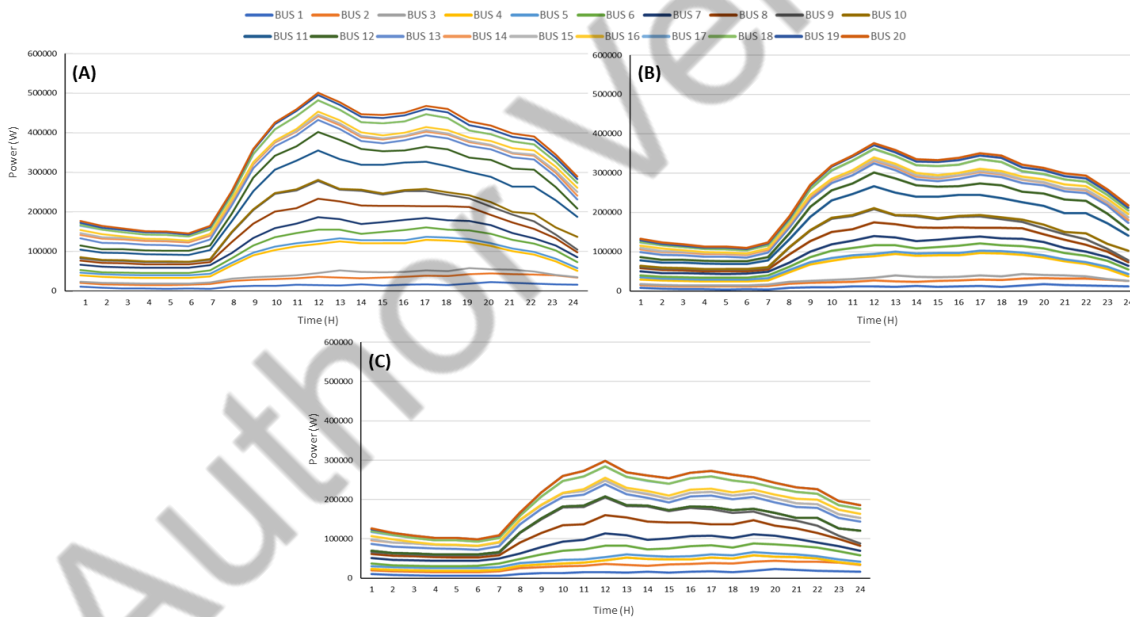 BUS 1 BUS 2 BUS 3 BUS 4 BUS 5 BUS 6 BUS 7 BUS 8 BUS 9 BUS 10
BUS 11 BUS 12 BUS 13 BUS 14 BUS 15 BUS 16 BUS 17 BUS 18 BUS 19 BUS 20
(A)
Power (W)
600000
500000
400000
300000
200000
100000
0
1 2 3 4 5 6 7 8 9 10 11 12 13 14 15 16 17 18 19 20 21 22 23 24
Time (H)
(B)
600000
500000
400000
300000
200000
100000
0
1 2 3 4 5 6 7 8 9 10 11 12 13 14 15 16 17 18 19 20 21 22 23 24
Time (H)
(C)
Power (W)
600000
500000
400000
300000
200000
100000
0
1 2 3 4 5 6 7 8 9 10 11 12 13 14 15 16 17 18 19 20 21 22 23 24
Time (H)
Author Ver